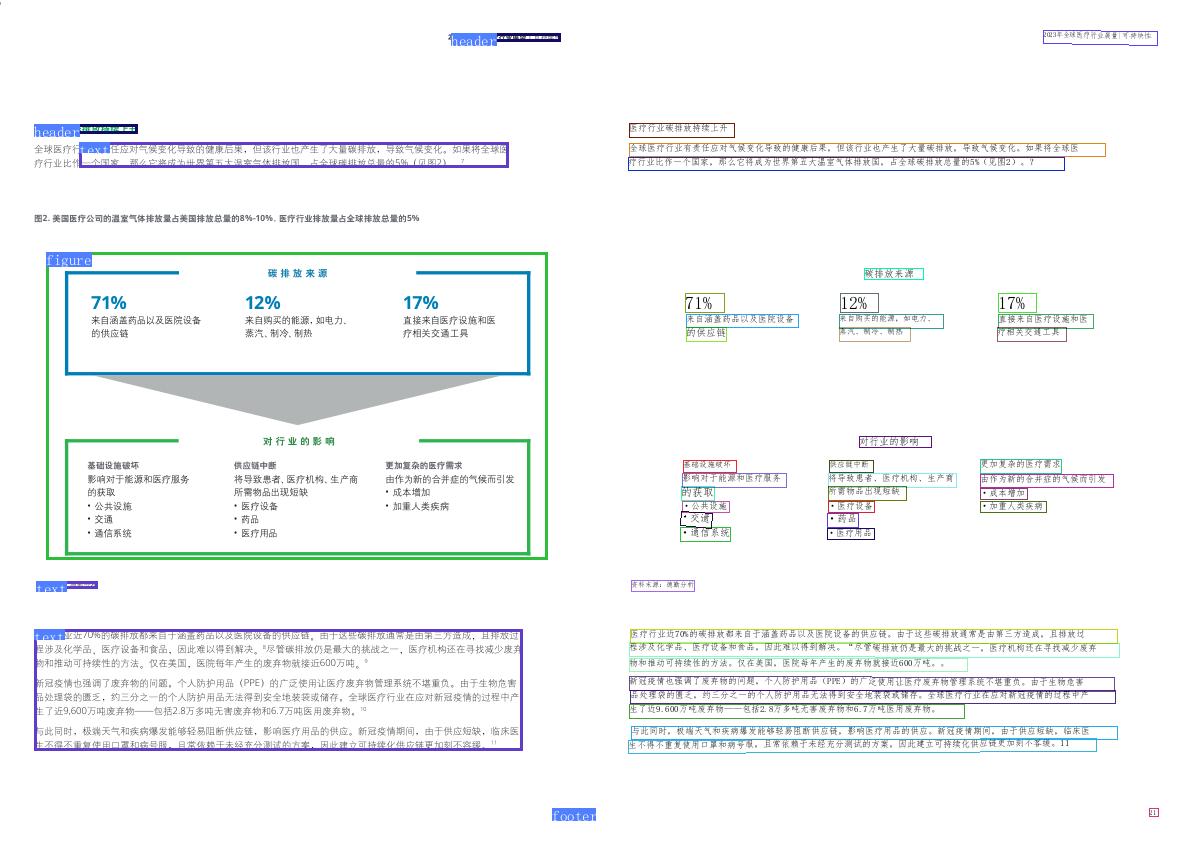 header
2023年全球医疗行业展量|可持续性
header
医疗行业碳排放持续上升
text
全球医疗行 任应对气候变化导致的健康后果，但该行业也产生了大量碳排放，导致气候变化。如果将全球医
疗行业比作一个国家，那么它将成为世界第五大温室气体排放国，占全球碳排放总量的5%（见图2）。7
全球医疗行业有责任应对气候变化导致的健康后果，但该行业也产生了大量碳排放，导致气候变化。如果将全球医
疗行业比作一个国家，那么它将成为世界第五大温室气体排放国，占全球碳排放总量的5%（见图2）。7
图2. 美国医疗公司的温室气体排放量占美国排放总量的8%-10%，医疗行业排放量占全球排放总量的5%
figure
碳排放来源
71%
来自涵盖药品以及医院设备
的供应链
12%
来自购买的能源，如电力、
蒸汽、制冷、制热
17%
直接来自医疗设施和医
疗相关交通工具
对行业的影响
基础设施破坏
影响对于能源和医疗服务
的获取
• 公共设施
• 交通
• 通信系统
供应链中断
将导致患者、医疗机构、生产商
所需物品出现短缺
• 医疗设备
• 药品
• 医疗用品
更加复杂的医疗需求
由作为新的合并症的气候而引发
• 成本增加
• 加重人类疾病
碳排放来源
71%
来自涵盖药品以及医院设备
的供应链
12%
来自购买的能源，如电力、
蒸汽、制冷、制热
17%
直接来自医疗设施和医
疗相关交通工具
对行业的影响
基础设施破坏
影响对于能源和医疗服务
的获取
• 公共设施
• 交通
• 通信系统
供应链中断
将导致患者、医疗机构、生产商
所需物品出现短缺
• 医疗设备
• 药品
• 医疗用品
更加复杂的医疗需求
由作为新的合并症的气候而引发
• 成本增加
• 加重人类疾病
text
资料来源：德勤分析
text
业近70%的碳排放都来自于涵盖药品以及医院设备的供应链。由于这些碳排放通常是由第三方造成，且排放过
程涉及化学品、医疗设备和食品，因此难以得到解决。8尽管碳排放仍是最大的挑战之一，医疗机构还在寻找减少废弃
物和推动可持续性的方法。仅在美国，医院每年产生的废弃物就接近600万吨。9
新冠疫情也强调了废弃物的问题，个人防护用品（PPE）的广泛使用让医疗废弃物管理系统不堪重负。由于生物危害
品处理袋的匮乏，约三分之一的个人防护用品无法得到安全地装袋或储存。全球医疗行业在应对新冠疫情的过程中产
生了近9,600万吨废弃物——包括2.8万多吨无害废弃物和6.7万吨医用废弃物。10
与此同时，极端天气和疾病爆发能够轻易阻断供应链，影响医疗用品的供应。新冠疫情期间，由于供应短缺，临床医
生不得不重复使用口罩和病号服，且常依赖于未经充分测试的方案，因此建立可持续化供应链更加刻不容缓。11
医疗行业近70%的碳排放都来自于涵盖药品以及医院设备的供应链。由于这些碳排放通常是由第三方造成，且排放过
程涉及化学品、医疗设备和食品，因此难以得到解决。“尽管碳排放仍是最大的挑战之一，医疗机构还在寻找减少废弃
物和推动可持续性的方法。仅在美国，医院每年产生的废弃物就接近600万吨。。
新冠疫情也强调了废弃物的问题，个人防护用品（PPE）的广泛使用让医疗废弃物管理系统不堪重负。由于生物危害
品处理袋的匮乏，约三分之一的个人防护用品无法得到安全地装袋或储存。全球医疗行业在应对新冠疫情的过程中产
生了近9.600万吨废弃物——包括2.8万多吨无害废弃物和6.7万吨医用废弃物。
与此同时，极端天气和疾病爆发能够轻易阻断供应链，影响医疗用品的供应。新冠疫情期间，由于供应短缺，临床医
生不得不重复使用口罩和病号服，且常依赖于未经充分测试的方案，因此建立可持续化供应链更加刻不容缓。11
footer
21